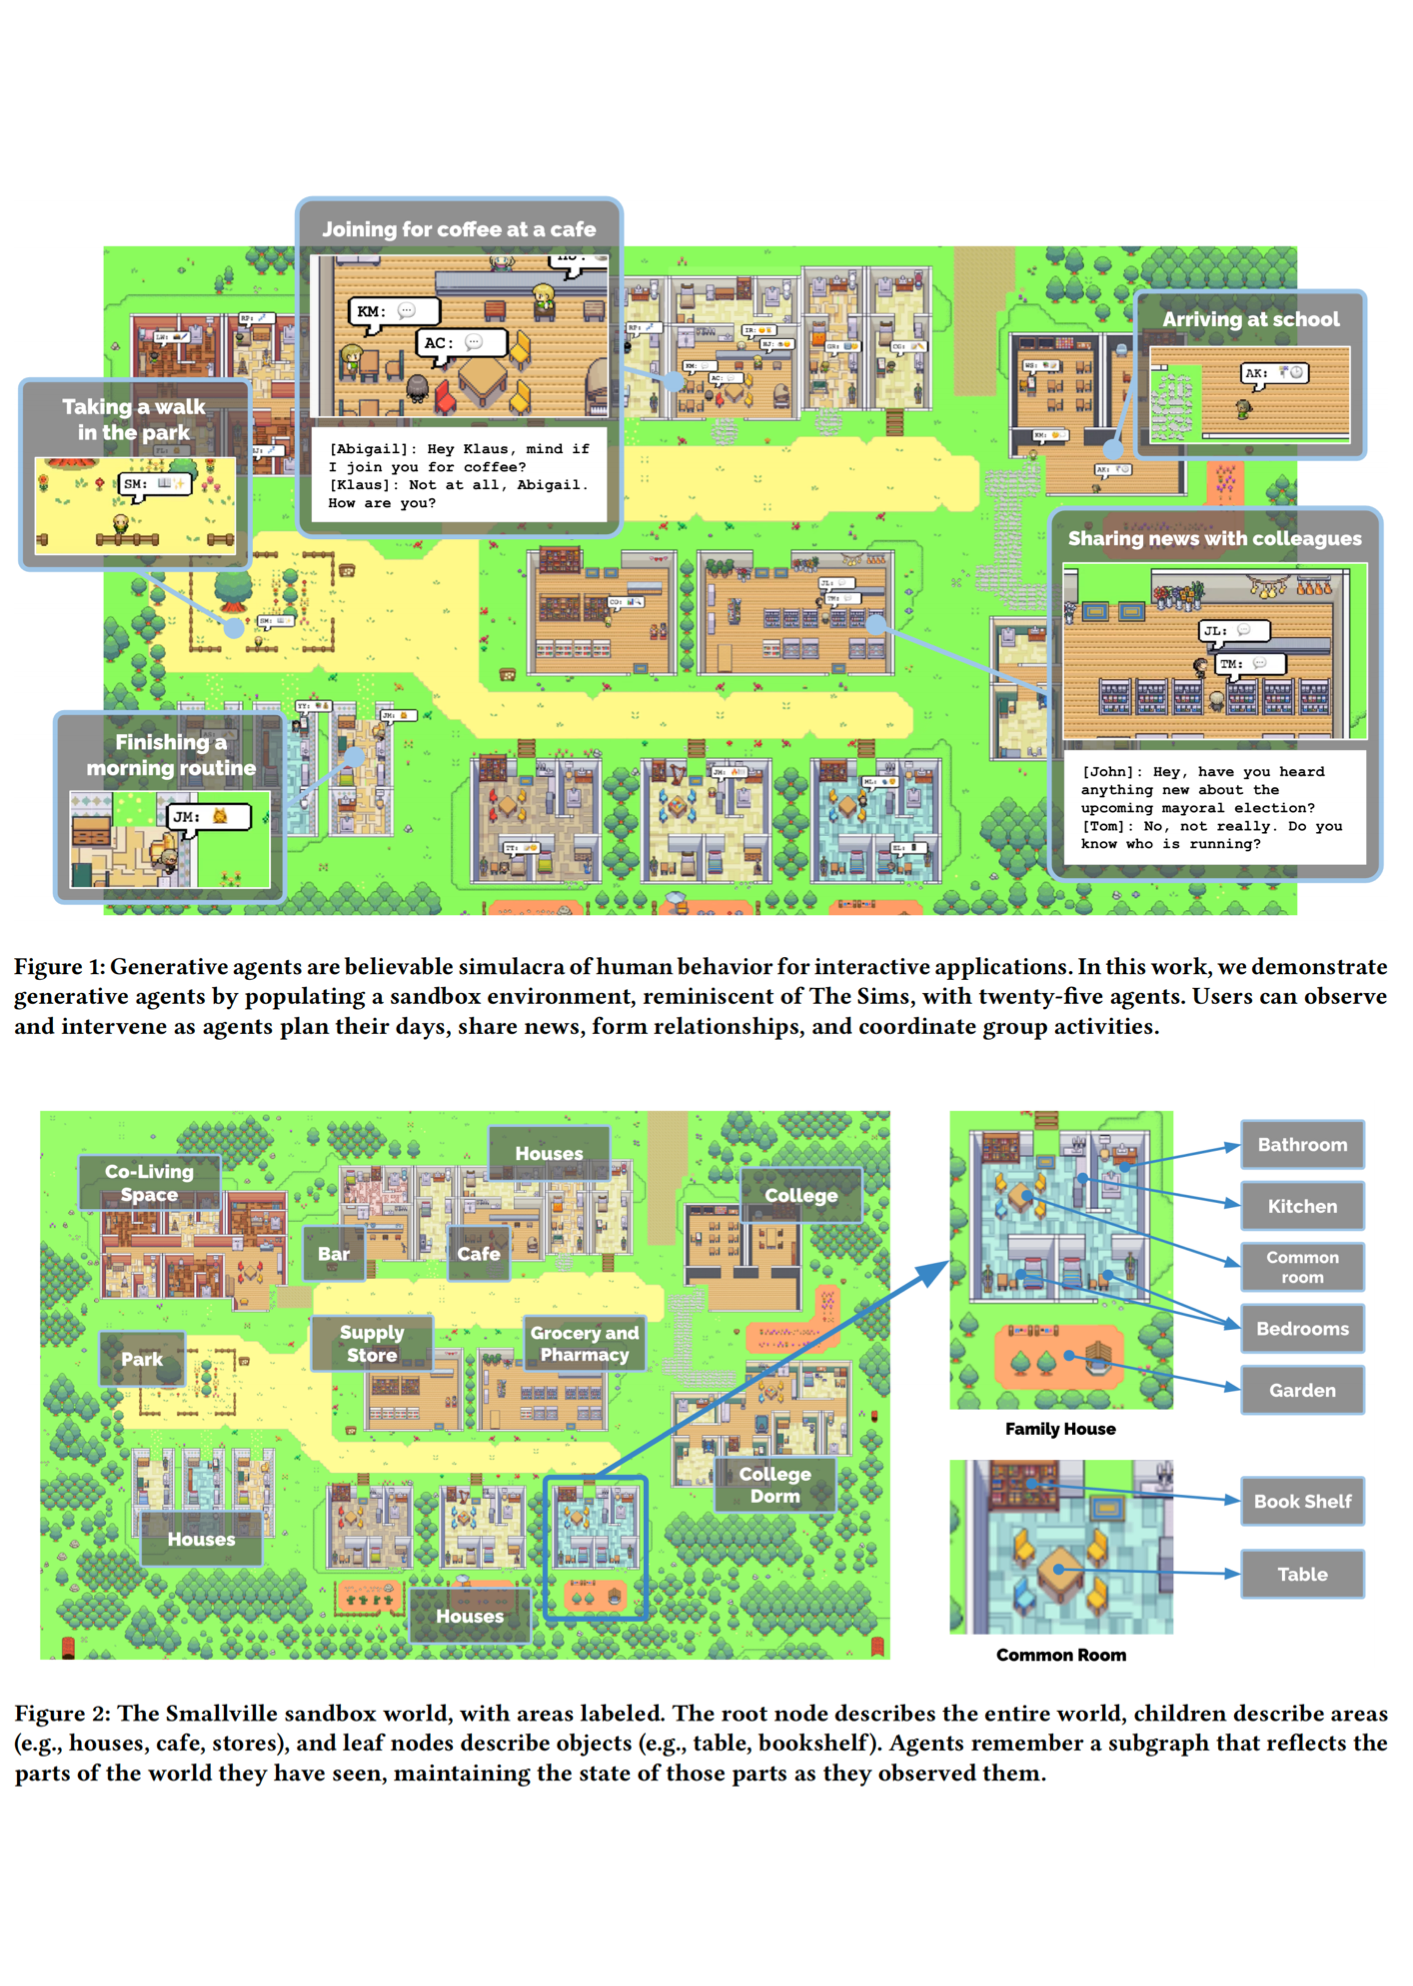 Joining for coffee at a cafe
KM:
AC:
[Abigail]: Hey Klaus, mind if
I join you for coffee?
[Klaus]: Not at all, Abigail.
How are you?
Arriving at school
AK:
Taking a walk
in the park
SM:
Sharing news with colleagues
JL:
TM:
[John]: Hey, have you heard
anything new about the
upcoming mayoral election?
[Tom]: No, not really. Do you
know who is running?
Finishing a
morning routine
JM:
Figure 1: Generative agents are believable simulacra of human behavior for interactive applications. In this work, we demonstrate
generative agents by populating a sandbox environment, reminiscent of The Sims, with twenty-five agents. Users can observe
and intervene as agents plan their days, share news, form relationships, and coordinate group activities.
Houses
Co-Living
Space
College
Bar
Cafe
Supply
Store
Grocery and
Pharmacy
Park
College
Dorm
Houses
Houses
Bathroom
Kitchen
Common
room
Bedrooms
Garden
Family House
Book Shelf
Table
Common Room
Figure 2: The Smallville sandbox world, with areas labeled. The root node describes the entire world, children describe areas
(e.g., houses, cafe, stores), and leaf nodes describe objects (e.g., table, bookshelf). Agents remember a subgraph that reflects the
parts of the world they have seen, maintaining the state of those parts as they observed them.